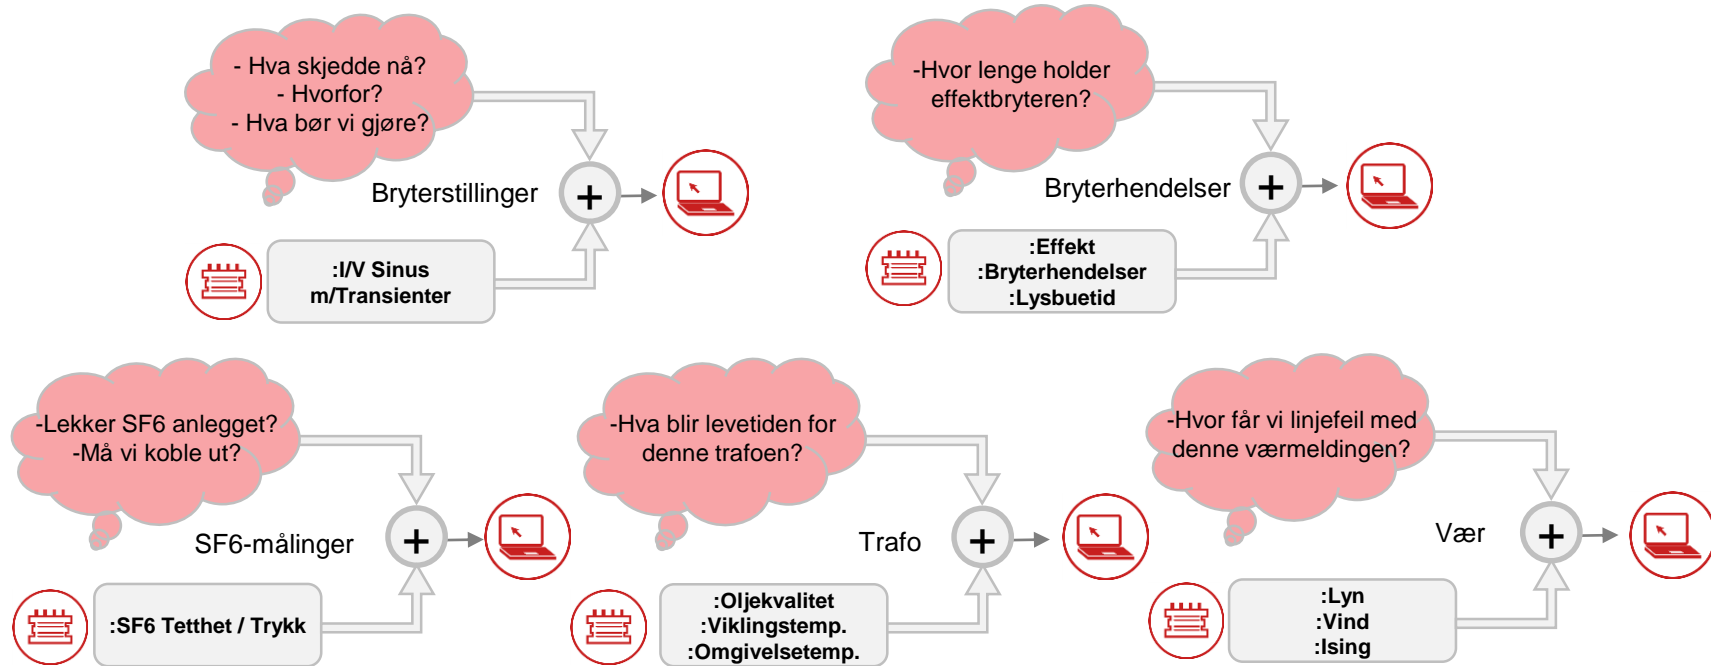 - Hva skjedde nå?
- Hvorfor?
- Hva bør vi gjøre?
Bryterstillinger
+
:I/V Sinus
m/Transienter
-Hvor lenge holder
effektbryteren?
Bryterhendelser
+
:Effekt
:Bryterhendelser
:Lysbuetid
-Lekker SF6 anlegget?
-Må vi koble ut?
SF6-målinger
+
:SF6 Tetthet / Trykk
-Hva blir levetiden for
denne trafoen?
Trafo
+
:Oljekvalitet
:Viklingstemp.
:Omgivelsetemp.
-Hvor får vi linjefeil med
denne værmeldingen?
Vær
+
:Lyn
:Vind
:Ising